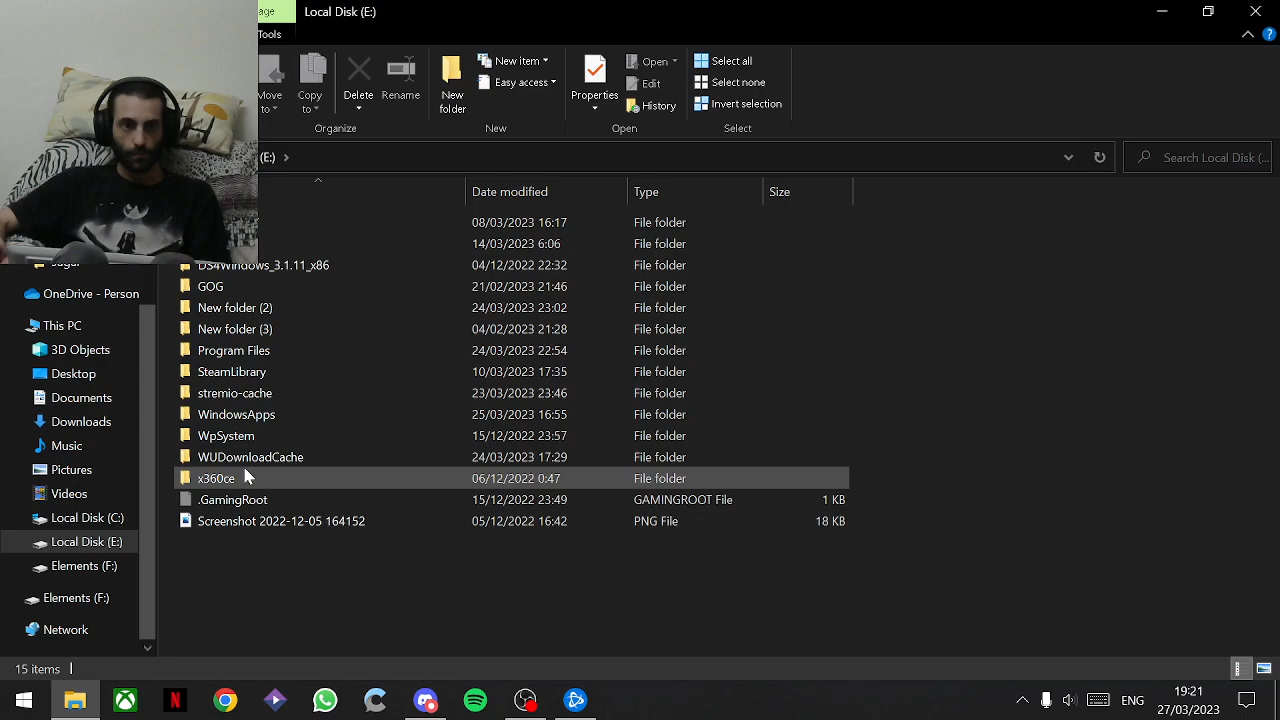 Local Disk (E:)
Tools
Move to
Copy to
Delete
Rename
New folder
New item
Easy access
Properties
Open
Edit
History
Select all
Select none
Invert selection
Organize
New
Open
Select
(E:)
Search Local Disk (...
Date modified
Type
Size
08/03/2023 16:17 File folder
14/03/2023 6:06 File folder
DS4Windows_3.1.11_x86 04/12/2022 22:32 File folder
GOG 21/02/2023 21:46 File folder
New folder (2) 24/03/2023 23:02 File folder
New folder (3) 04/02/2023 21:28 File folder
Program Files 24/03/2023 22:54 File folder
SteamLibrary 10/03/2023 17:35 File folder
stremio-cache 23/03/2023 23:46 File folder
WindowsApps 25/03/2023 16:55 File folder
WpSystem 15/12/2022 23:57 File folder
WUDownloadCache 24/03/2023 17:29 File folder
x360ce 06/12/2022 0:47 File folder
.GamingRoot 15/12/2022 23:49 GAMINGROOT File 1 KB
Screenshot 2022-12-05 164152 05/12/2022 16:42 PNG File 18 KB
OneDrive - Person
This PC
3D Objects
Desktop
Documents
Downloads
Music
Pictures
Videos
Local Disk (C:)
Local Disk (E:)
Elements (F:)
Elements (F:)
Network
15 items
ENG
19:21
27/03/2023